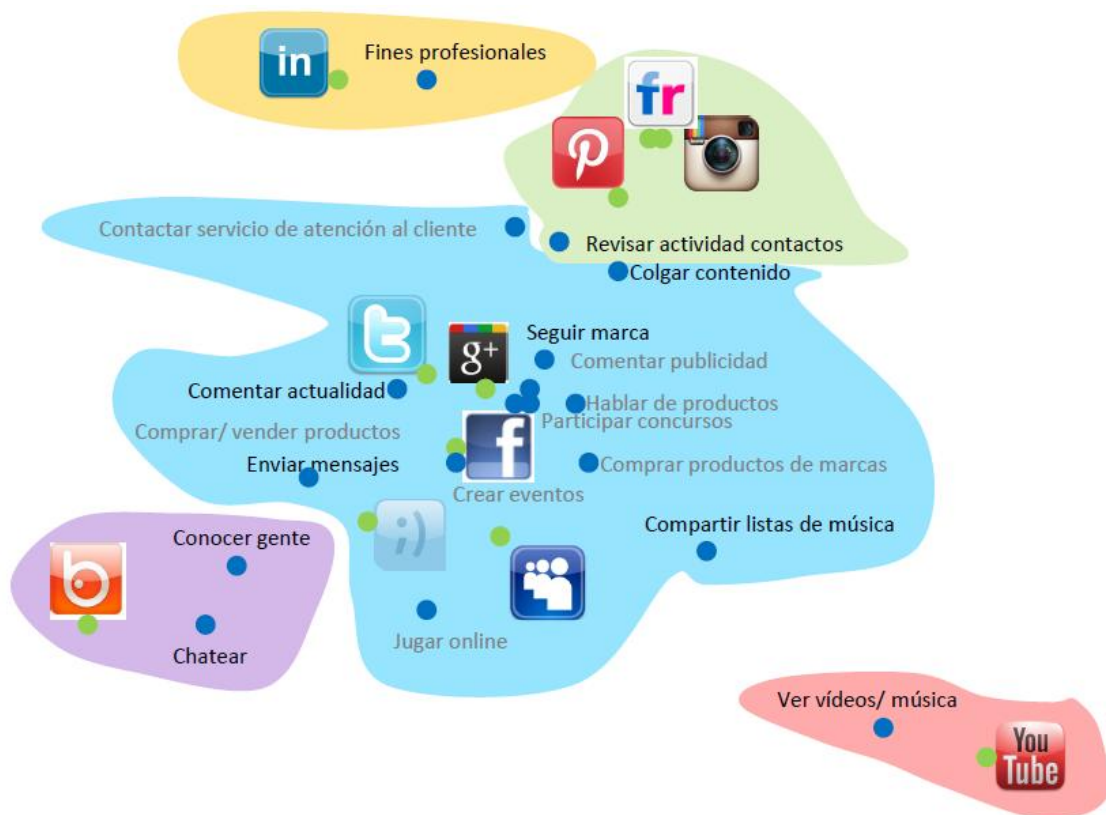 in
Fines profesionales
fr
Contactar servicio de atención al cliente
Revisar actividad contactos
Colgar contenido
t
g+
Seguir marca
Comentar publicidad
Comentar actualidad
Hablar de productos
Participar concursos
Comprar/ vender productos
f
Enviar mensajes
Comprar productos de marcas
Crear eventos
;)
Compartir listas de música
Conocer gente
b
Jugar online
Chatear
Ver vídeos/ música
You
Tube